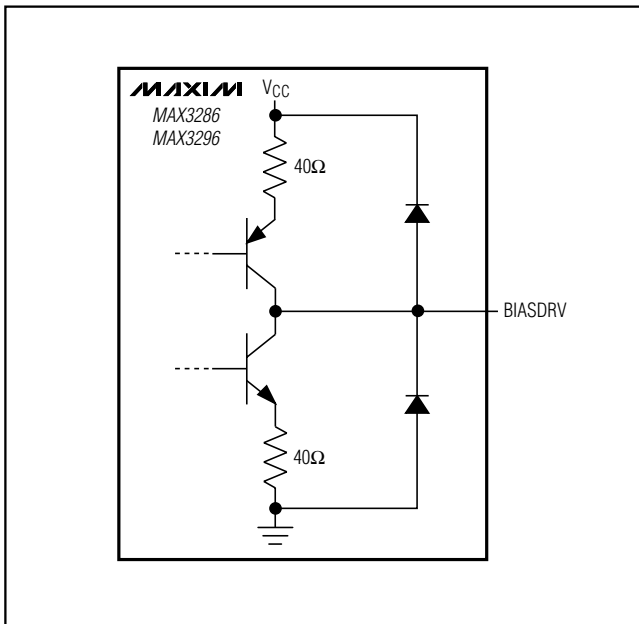 MAXIM
VCC
MAX3286
MAX3296
40Ω
BIASDRV
40Ω